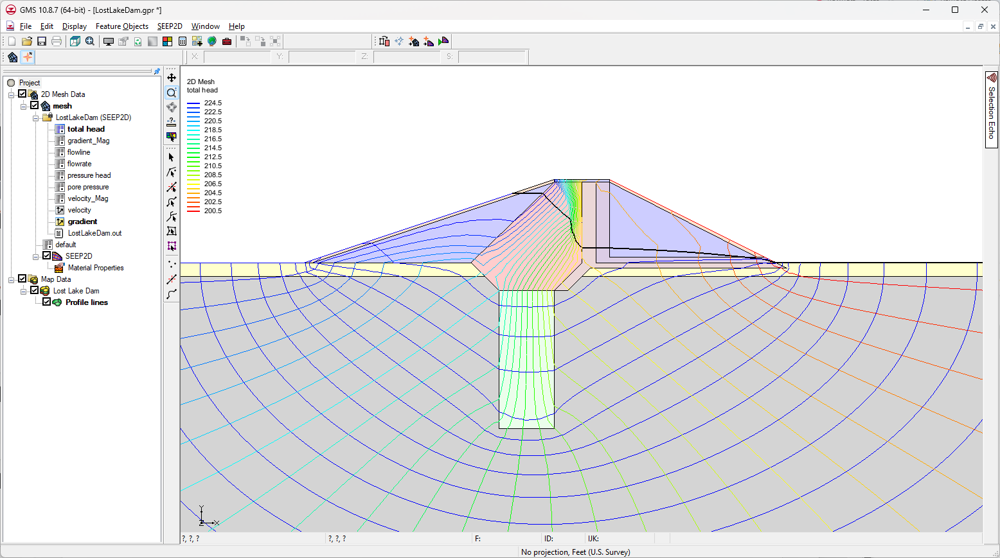 GMS 10.8.7 (64-bit) - [LostLakeDam.gpr *]
File Edit Display Feature Objects SEEP2D Window Help
X: Y: Z: S:
Project
2D Mesh Data
mesh
LostLakeDam (SEEP2D)
total head
gradient_Mag
flowline
flowrate
pressure head
pore pressure
velocity_Mag
velocity
gradient
LostLakeDam.out
default
SEEP2D
Material Properties
Map Data
Lost Lake Dam
Profile lines
2D Mesh
total head
224.5
222.5
220.5
218.5
216.5
214.5
212.5
210.5
208.5
206.5
204.5
202.5
200.5
Selection Echo
Y
Z X
?, ?, ? ?, ?, ? F: ID: IJK:
No projection, Feet (U.S. Survey)